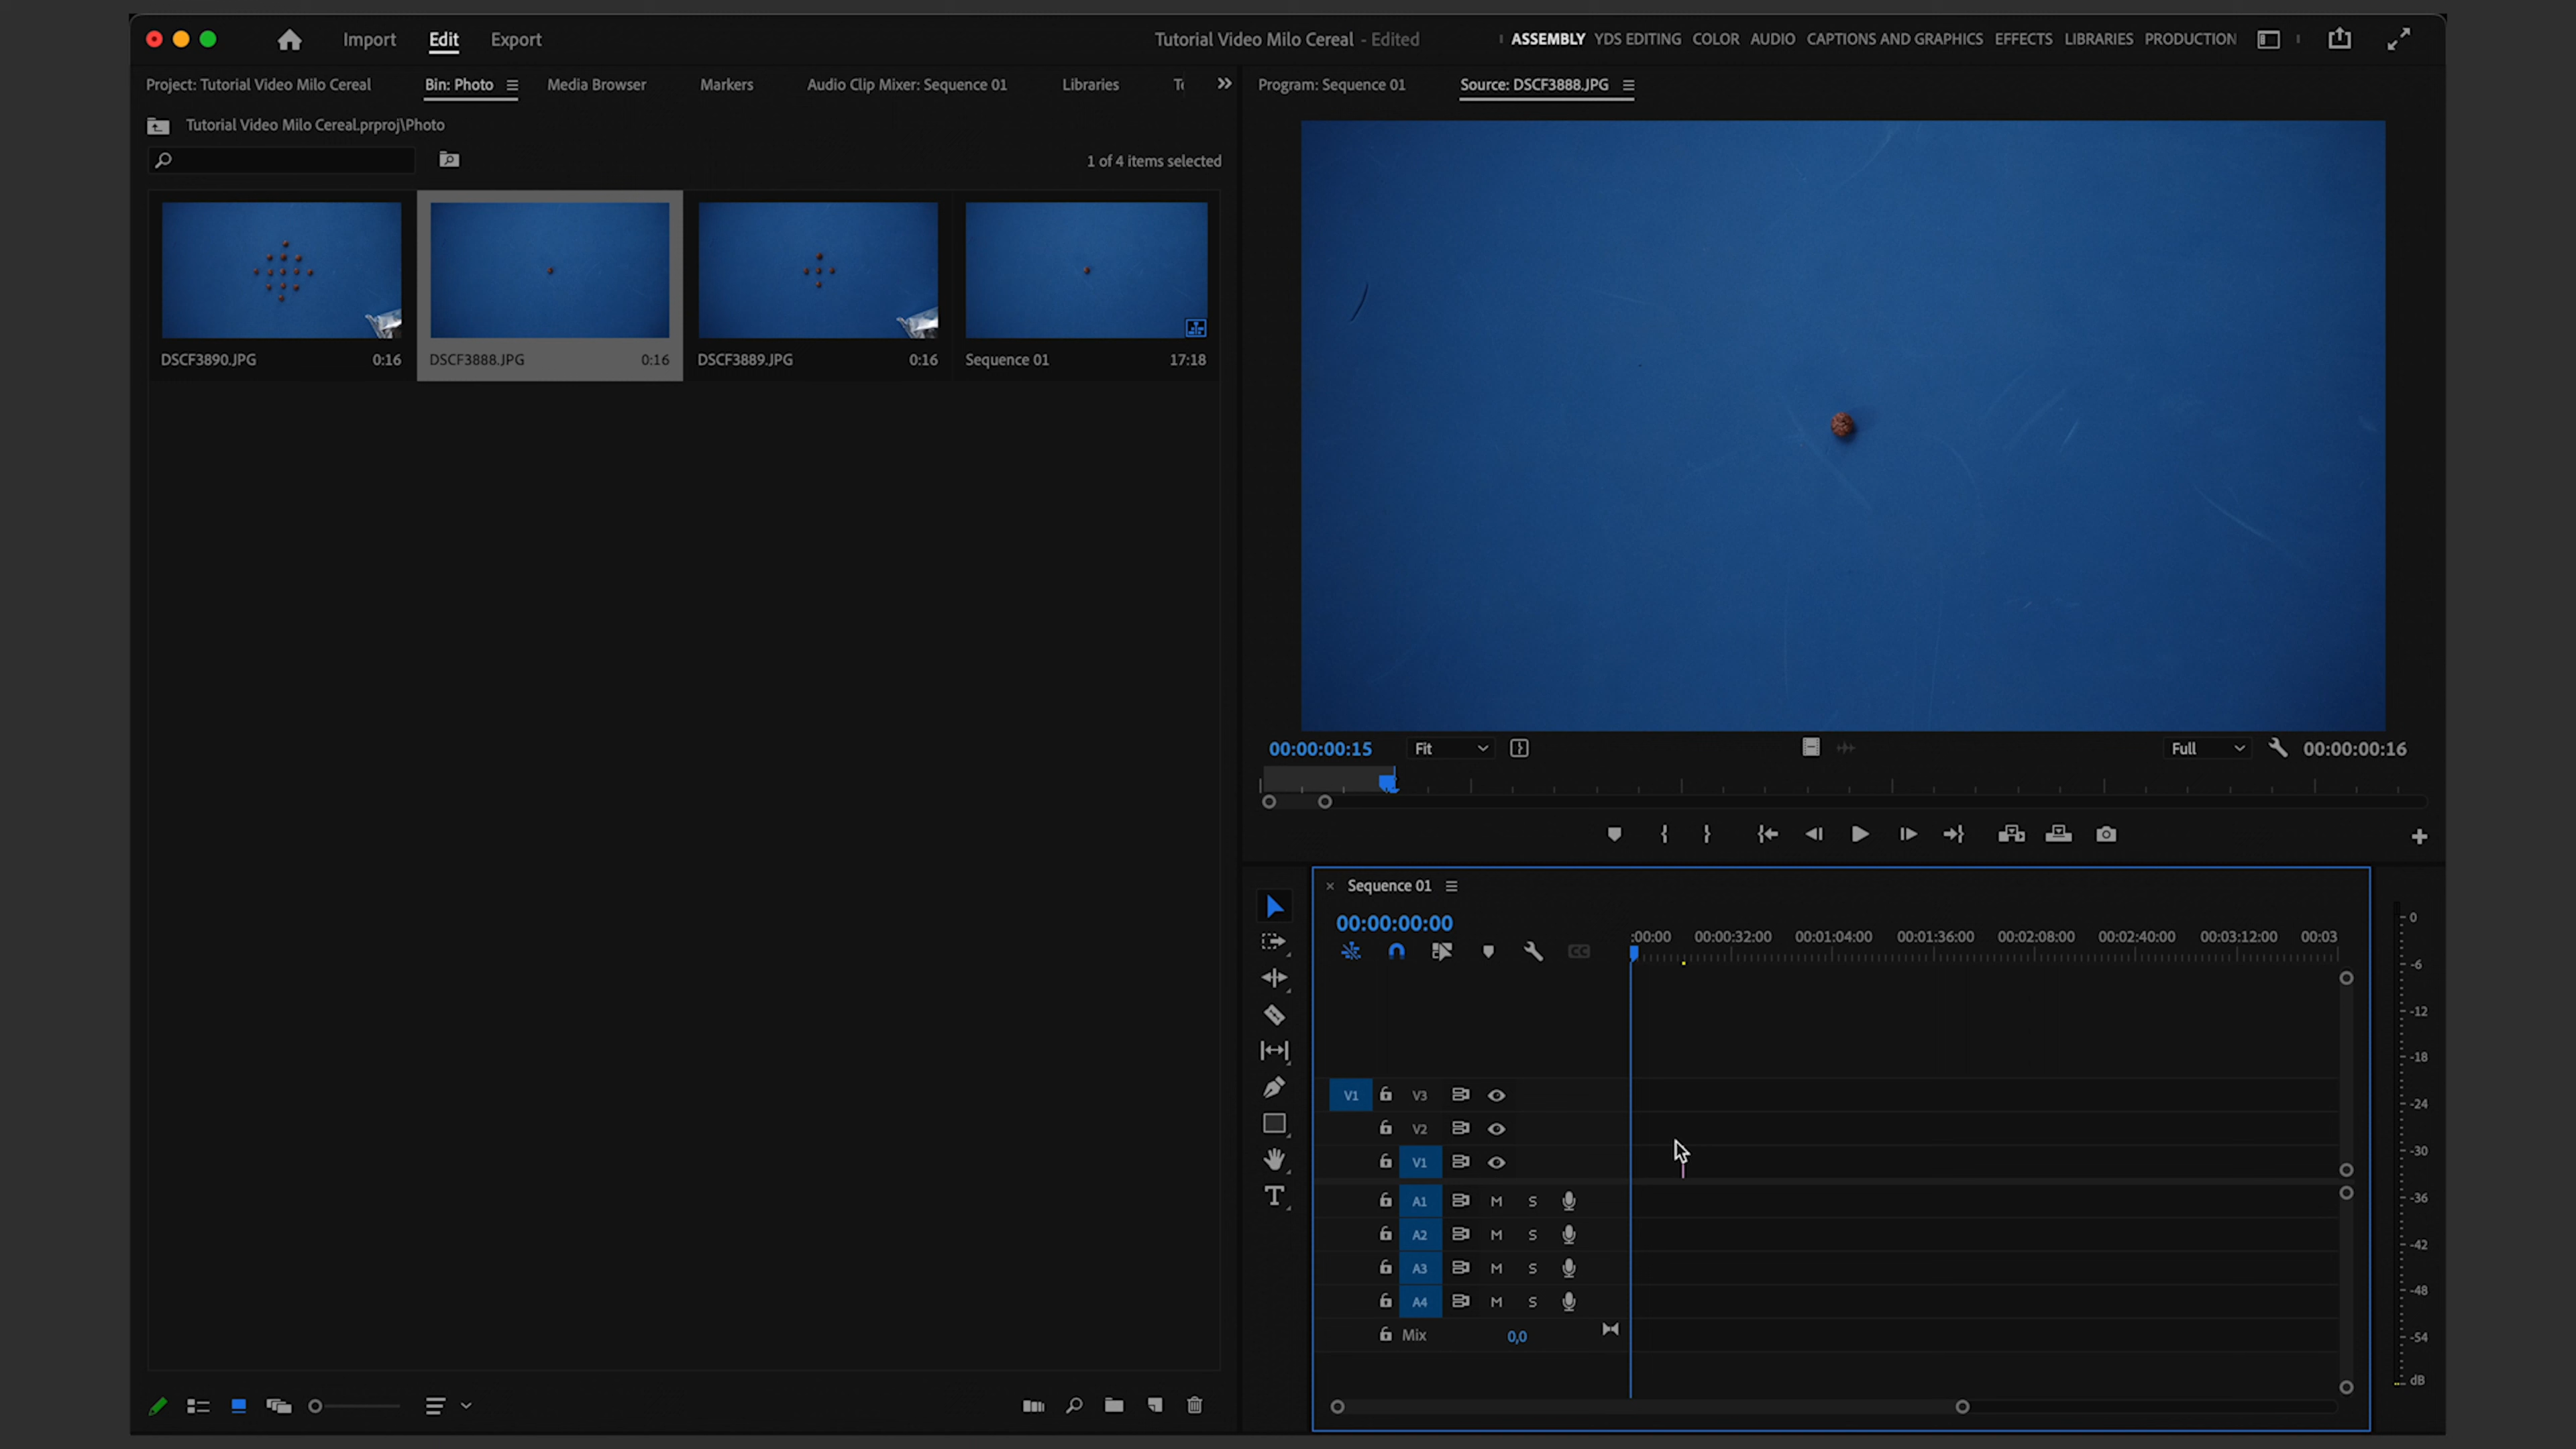 Import Edit Export Tutorial Video Milo Cereal - Edited ASSEMBLY YDS EDITING COLOR AUDIO CAPTIONS AND GRAPHICS EFFECTS LIBRARIES PRODUCTION
Project: Tutorial Video Milo Cereal Bin: Photo Media Browser Markers Audio Clip Mixer: Sequence 01 Libraries
Program: Sequence 01 Source: DSCF3888.JPG
Tutorial Video Milo Cereal.prproj\Photo
1 of 4 items selected
DSCF3890.JPG 0:16 DSCF3888.JPG 0:16 DSCF3889.JPG 0:16 Sequence 01 17:18
00:00:00:15 Fit Full 00:00:00:16
Sequence 01
00:00:00:00
:00:00 00:00:32:00 00:01:04:00 00:01:36:00 00:02:08:00 00:02:40:00 00:03:12:00 00:03
CC
V1 V3
V2
V1
A1 M S
A2 M S
A3 M S
A4 M S
Mix 0,0
0
-6
-12
-18
-24
-30
-36
-42
-48
-54
dB